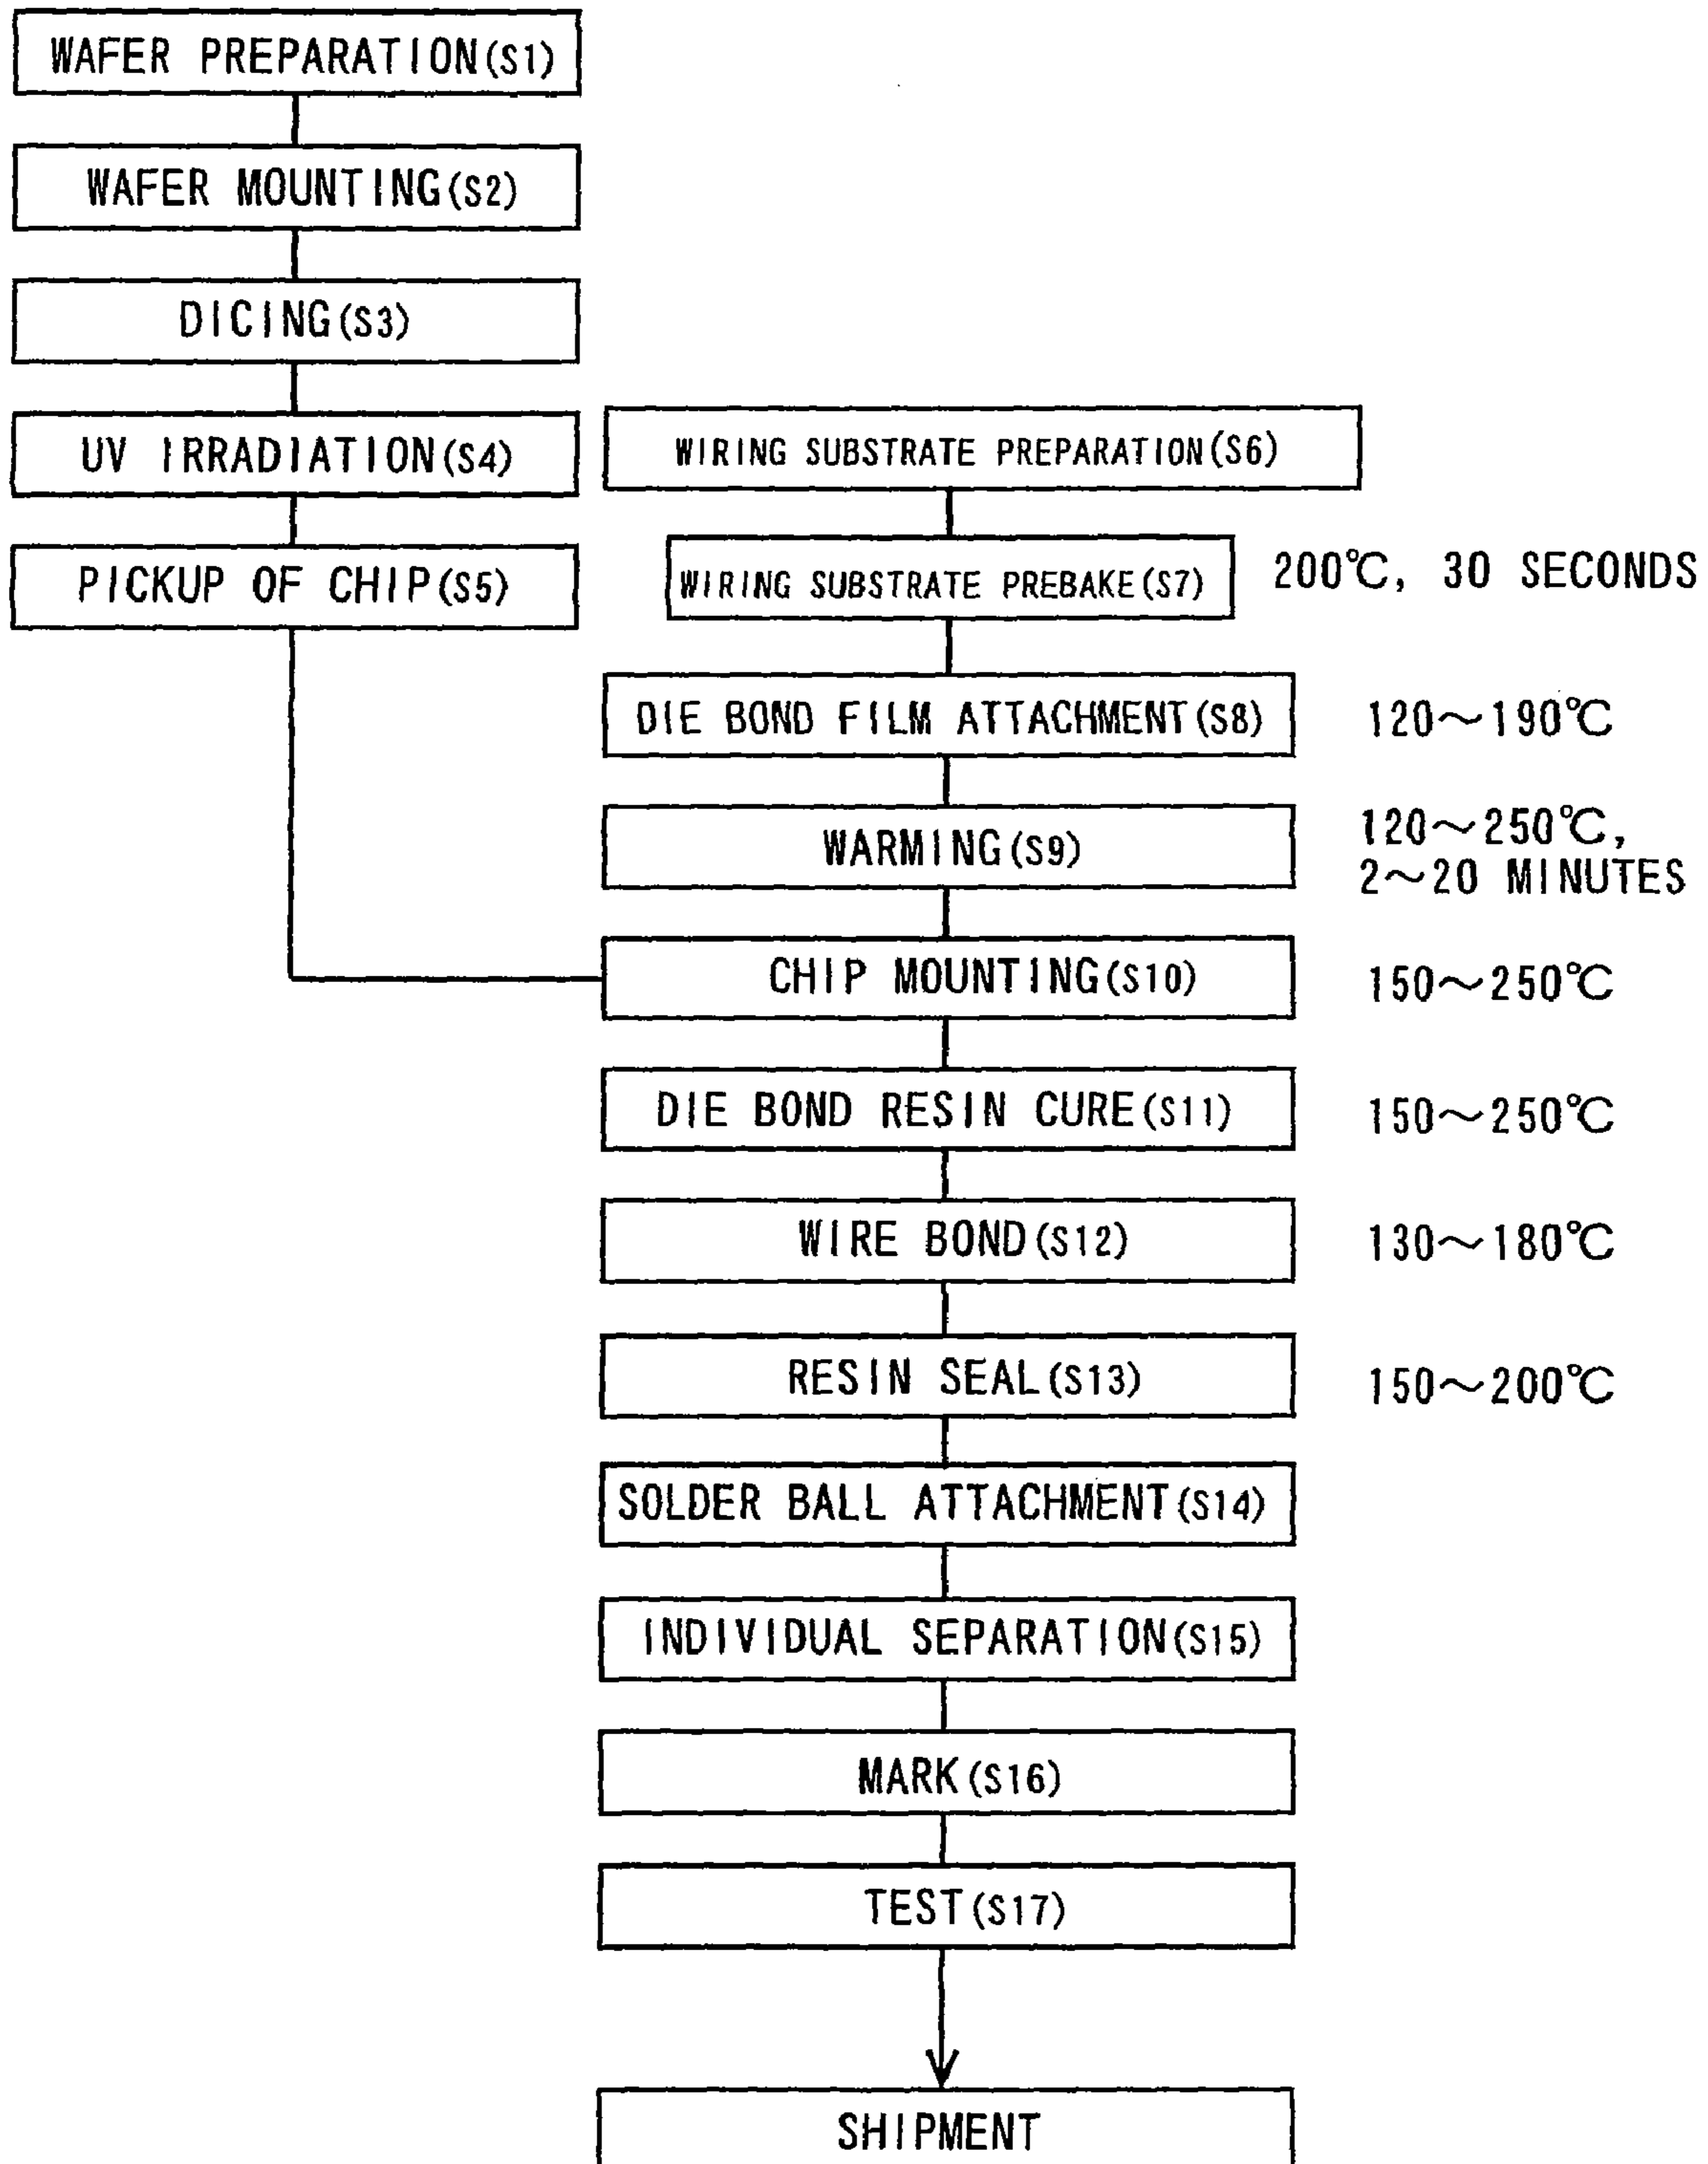 WAFER PREPARATION(S1)
WAFER MOUNTING(S2)
DICING(S3)
UV IRRADIATION(S4)
PICKUP OF CHIP(S5)
WIRING SUBSTRATE PREPARATION(S6)
WIRING SUBSTRATE PREBAKE(S7)
200℃, 30 SECONDS
DIE BOND FILM ATTACHMENT(S8)
120～190℃
WARMING(S9)
120～250℃,
2～20 MINUTES
CHIP MOUNTING(S10)
150～250℃
DIE BOND RESIN CURE(S11)
150～250℃
WIRE BOND(S12)
130～180℃
RESIN SEAL(S13)
150～200℃
SOLDER BALL ATTACHMENT(S14)
INDIVIDUAL SEPARATION(S15)
MARK(S16)
TEST(S17)
SHIPMENT